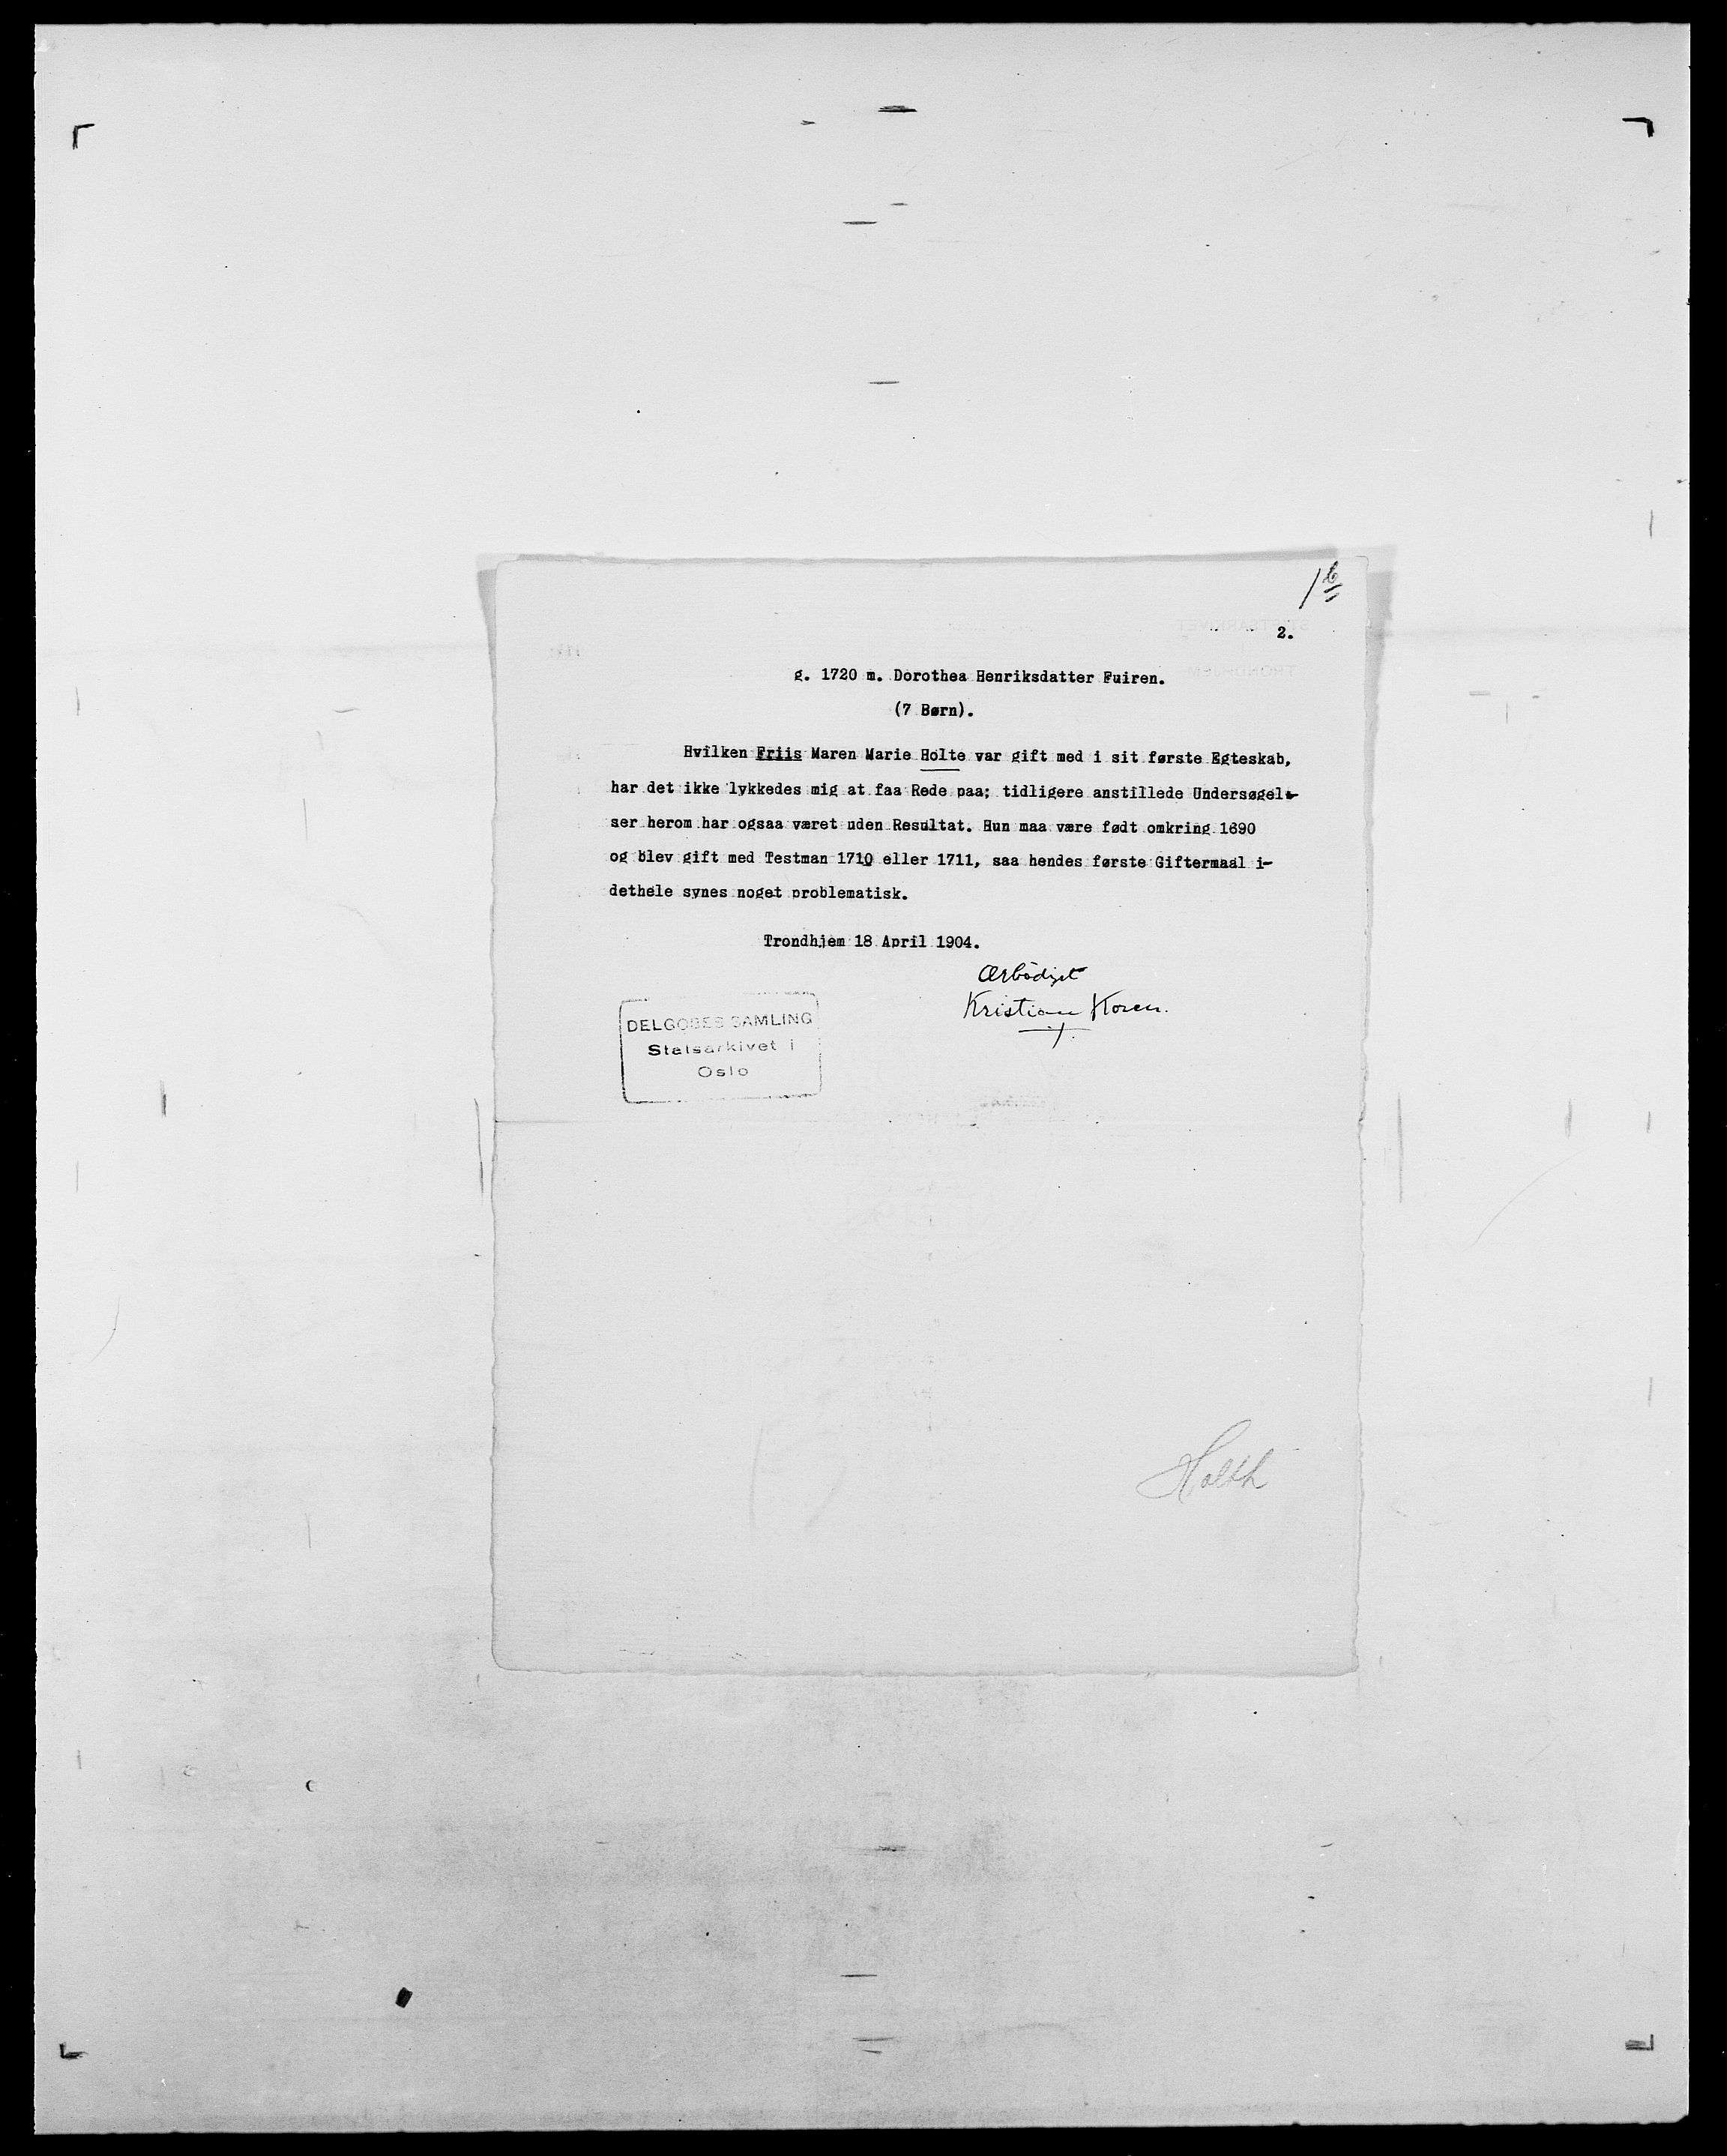 1b
2.
g. 1720 m. Dorothea Henriksdatter Fuiren.
(7 Børn).
Hvilken Friis Maren Marie Holte var gift med i sit første Egteskab,
har det ikke lykkedes mig at faa Rede paa; tidligere anstillede Undersøgel-
ser herom har ogsaa været uden Resultat. Hun maa være født omkring 1690
og blev gift med Testman 1710 eller 1711, saa hendes første Giftermaal i-
dethele synes noget problematisk.
Trondhjem 18 April 1904.
Ærbødigst
Kristian Koren.
DELGOBES SAMLING
Statsarkivet i
Oslo
Holth